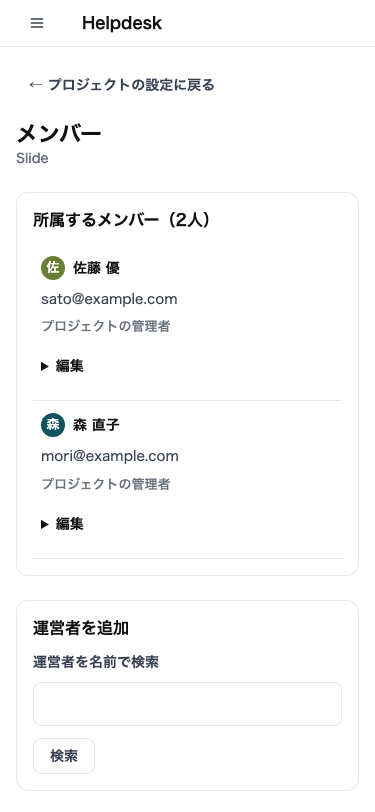 Helpdesk
← プロジェクトの設定に戻る
メンバー
Slide
所属するメンバー（2人）
佐 佐藤 優
sato@example.com
プロジェクトの管理者
▶ 編集
森 森 直子
mori@example.com
プロジェクトの管理者
▶ 編集
運営者を追加
運営者を名前で検索
検索